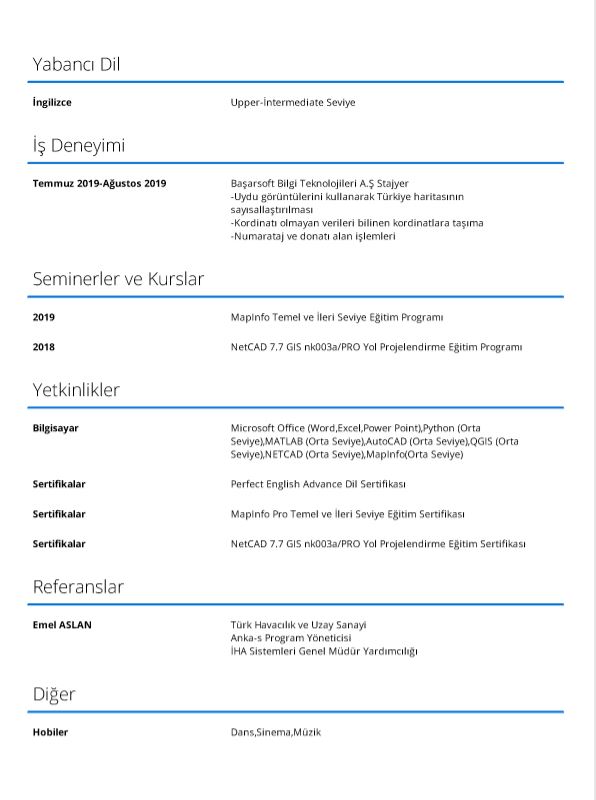 Yabancı Dil
İngilizce Upper-İntermediate Seviye
İş Deneyimi
Temmuz 2019-Ağustos 2019 Başarsoft Bilgi Teknolojileri A.Ş Stajyer
-Uydu görüntülerini kullanarak Türkiye haritasının
sayısallaştırılması
-Kordinatı olmayan verileri bilinen kordinatlara taşıma
-Numarataj ve donatı alan işlemleri
Seminerler ve Kurslar
2019 MapInfo Temel ve İleri Seviye Eğitim Programı
2018 NetCAD 7.7 GIS nk003a/PRO Yol Projelendirme Eğitim Programı
Yetkinlikler
Bilgisayar Microsoft Office (Word,Excel,Power Point),Python (Orta
Seviye),MATLAB (Orta Seviye),AutoCAD (Orta Seviye),QGIS (Orta
Seviye),NETCAD (Orta Seviye),MapInfo(Orta Seviye)
Sertifikalar Perfect English Advance Dil Sertifikası
Sertifikalar MapInfo Pro Temel ve İleri Seviye Eğitim Sertifikası
Sertifikalar NetCAD 7.7 GIS nk003a/PRO Yol Projelendirme Eğitim Sertifikası
Referanslar
Emel ASLAN Türk Havacılık ve Uzay Sanayi
Anka-s Program Yöneticisi
İHA Sistemleri Genel Müdür Yardımcılığı
Diğer
Hobiler Dans,Sinema,Müzik